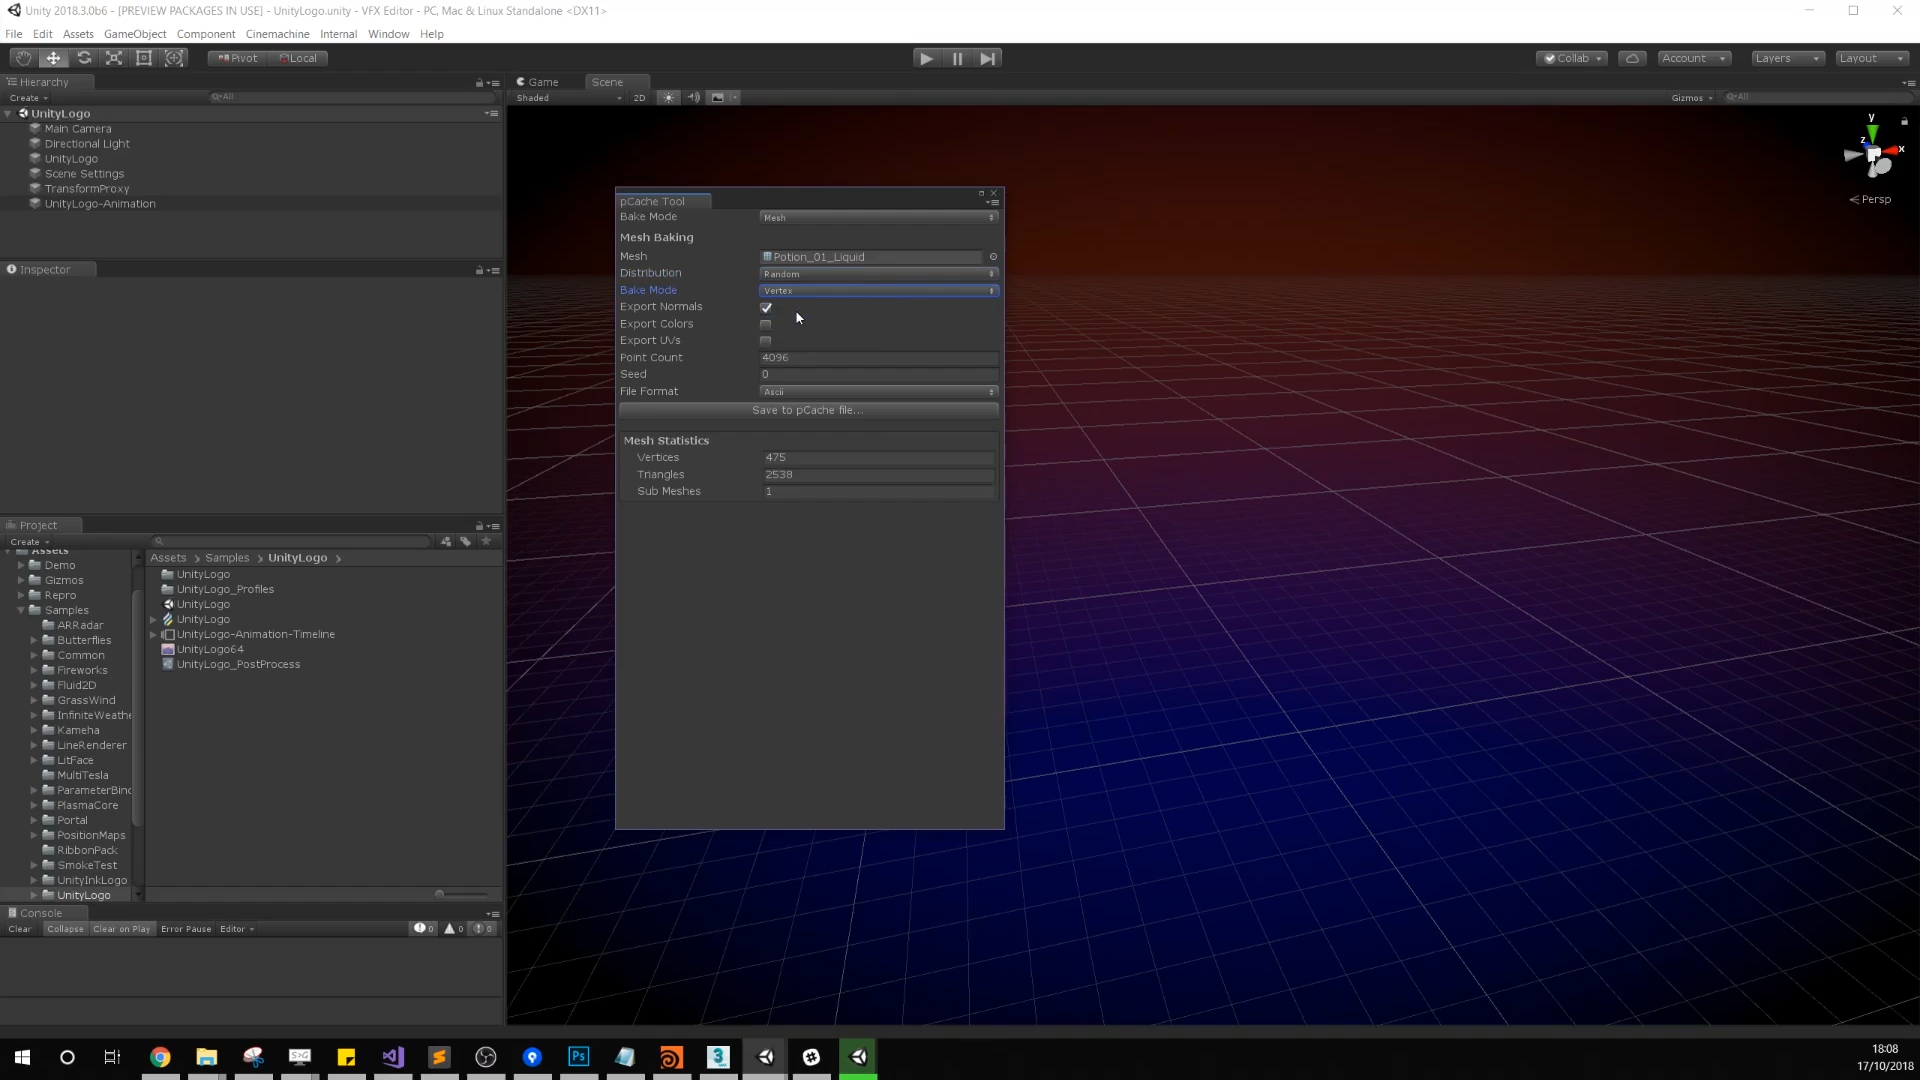 Unity 2018.3.0b6 - [PREVIEW PACKAGES IN USE] - UnityLogo.unity - VFX Editor - PC, Mac & Linux Standalone <DX11>
File Edit Assets GameObject Component Cinemachine Internal Window Help
Pivot Local Collab Account Layers Layout
Hierarchy
Create All
UnityLogo
Main Camera
Directional Light
UnityLogo
Scene Settings
TransformProxy
UnityLogo-Animation
Inspector
Game Scene
Shaded 2D Gizmos All
y
z
x
Persp
pCache Tool
Bake Mode Mesh
Mesh Baking
Mesh Potion_01_Liquid
Distribution Random
Bake Mode Vertex
Export Normals
Export Colors
Export UVs
Point Count 4096
Seed 0
File Format Ascii
Save to pCache file...
Mesh Statistics
Vertices 475
Triangles 2538
Sub Meshes 1
Project
Create
Assets
Demo
Gizmos
Repro
Samples
ARRadar
Butterflies
Common
Fireworks
Fluid2D
GrassWind
InfiniteWeathe
Kameha
LineRenderer
LitFace
MultiTesla
ParameterBind
PlasmaCore
Portal
PositionMaps
RibbonPack
SmokeTest
UnityInkLogo
UnityLogo
Assets > Samples > UnityLogo >
UnityLogo
UnityLogo_Profiles
UnityLogo
UnityLogo
UnityLogo-Animation-Timeline
UnityLogo64
UnityLogo_PostProcess
Console
Clear Collapse Clear on Play Error Pause Editor 0 0 0
Ps
3
18:08
17/10/2018